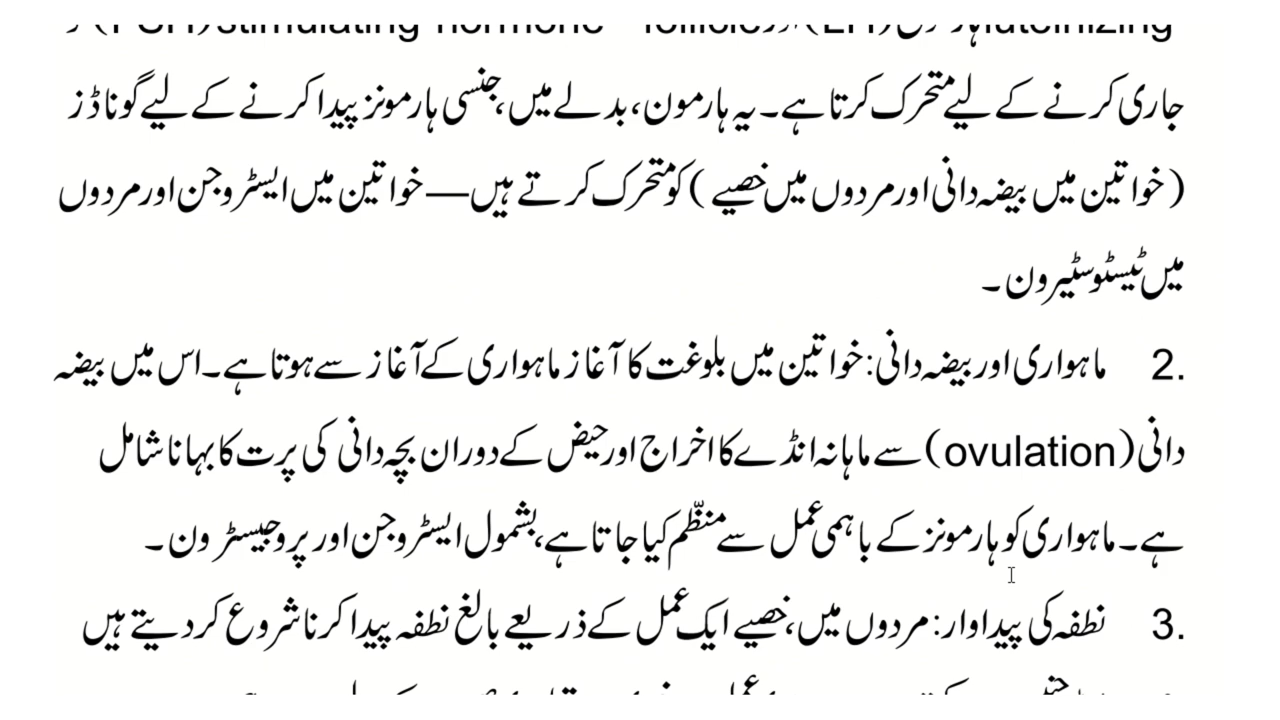 luteinizing (LH) stimulating hormone (FSH)
جاری کرنے کے لیے متحرک کرتا ہے۔ یہ ہارمون، بدلے میں، جنسی ہارمونز پیدا کرنے کے لیے گوناڈز
(خواتین میں بیضہ دانی اور مردوں میں خصیے) کو متحرک کرتے ہیں—خواتین میں ایسٹروجن اور مردوں
میں ٹیسٹوسٹیرون۔
2. ماہواری اور بیضہ دانی: خواتین میں بلوغت کا آغاز ماہواری کے آغاز سے ہوتا ہے۔ اس میں بیضہ
دانی (ovulation) سے ماہانہ انڈے کا اخراج اور حیض کے دوران بچہ دانی کی پرت کا بہانا شامل
ہے۔ ماہواری کو ہارمونز کے باہمی عمل سے منظّم کیا جاتا ہے، بشمول ایسٹروجن اور پروجیسٹرون۔
3. نطفہ کی پیداوار: مردوں میں، خصیے ایک عمل کے ذریعے بالغ نطفہ پیدا کرنا شروع کر دیتے ہیں